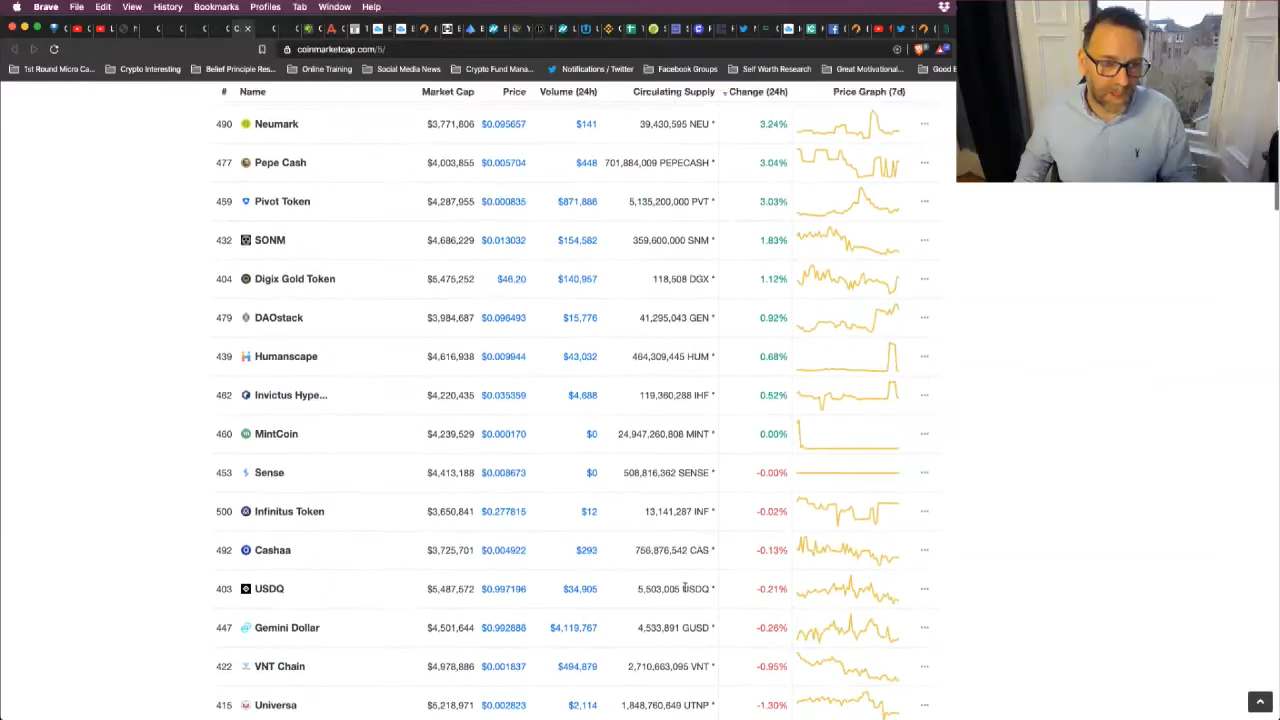 Brave File Edit View History Bookmarks Profiles Tab Window Help
coinmarketcap.com/5/
1st Round Micro Ca... Crypto Interesting Belief Principle Res... Online Training Social Media News Crypto Fund Mana... Notifications / Twitter Facebook Groups Self Worth Research Great Motivational... Good E
# Name Market Cap Price Volume (24h) Circulating Supply Change (24h) Price Graph (7d)
490 Neumark $3,771,806 $0.095657 $141 39,430,595 NEU * 3.24%
477 Pepe Cash $4,003,855 $0.005704 $448 701,884,009 PEPECASH * 3.04%
459 Pivot Token $4,287,955 $0.000835 $871,886 5,135,200,000 PVT * 3.03%
432 SONM $4,686,229 $0.013032 $154,582 359,600,000 SNM * 1.83%
404 Digix Gold Token $5,475,252 $46.20 $140,957 118,508 DGX * 1.12%
479 DAOstack $3,984,687 $0.096493 $15,776 41,295,043 GEN * 0.92%
439 Humanscape $4,616,938 $0.009944 $43,032 464,309,445 HUM * 0.68%
462 Invictus Hype... $4,220,435 $0.035359 $4,688 119,360,288 IHF * 0.52%
460 MintCoin $4,239,529 $0.000170 $0 24,947,260,808 MINT * 0.00%
453 Sense $4,413,188 $0.008673 $0 508,816,362 SENSE * -0.00%
500 Infinitus Token $3,650,841 $0.277815 $12 13,141,287 INF * -0.02%
492 Cashaa $3,725,701 $0.004922 $293 756,876,542 CAS * -0.13%
403 USDQ $5,487,572 $0.997196 $34,905 5,503,005 USDQ * -0.21%
447 Gemini Dollar $4,501,644 $0.992888 $4,119,767 4,533,891 GUSD * -0.26%
422 VNT Chain $4,978,886 $0.001837 $494,879 2,710,663,095 VNT * -0.95%
415 Universa $5,218,971 $0.002823 $2,114 1,848,760,649 UTNP * -1.30%